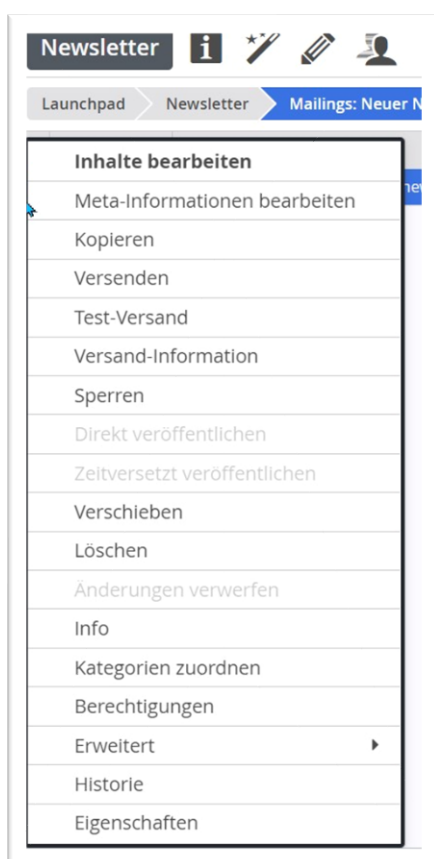 Newsletter
Launchpad Newsletter Mailings: Neuer N
Inhalte bearbeiten
Meta-Informationen bearbeiten
Kopieren
Versenden
Test-Versand
Versand-Information
Sperren
Direkt veröffentlichen
Zeitversetzt veröffentlichen
Verschieben
Löschen
Änderungen verwerfen
Info
Kategorien zuordnen
Berechtigungen
Erweitert
Historie
Eigenschaften